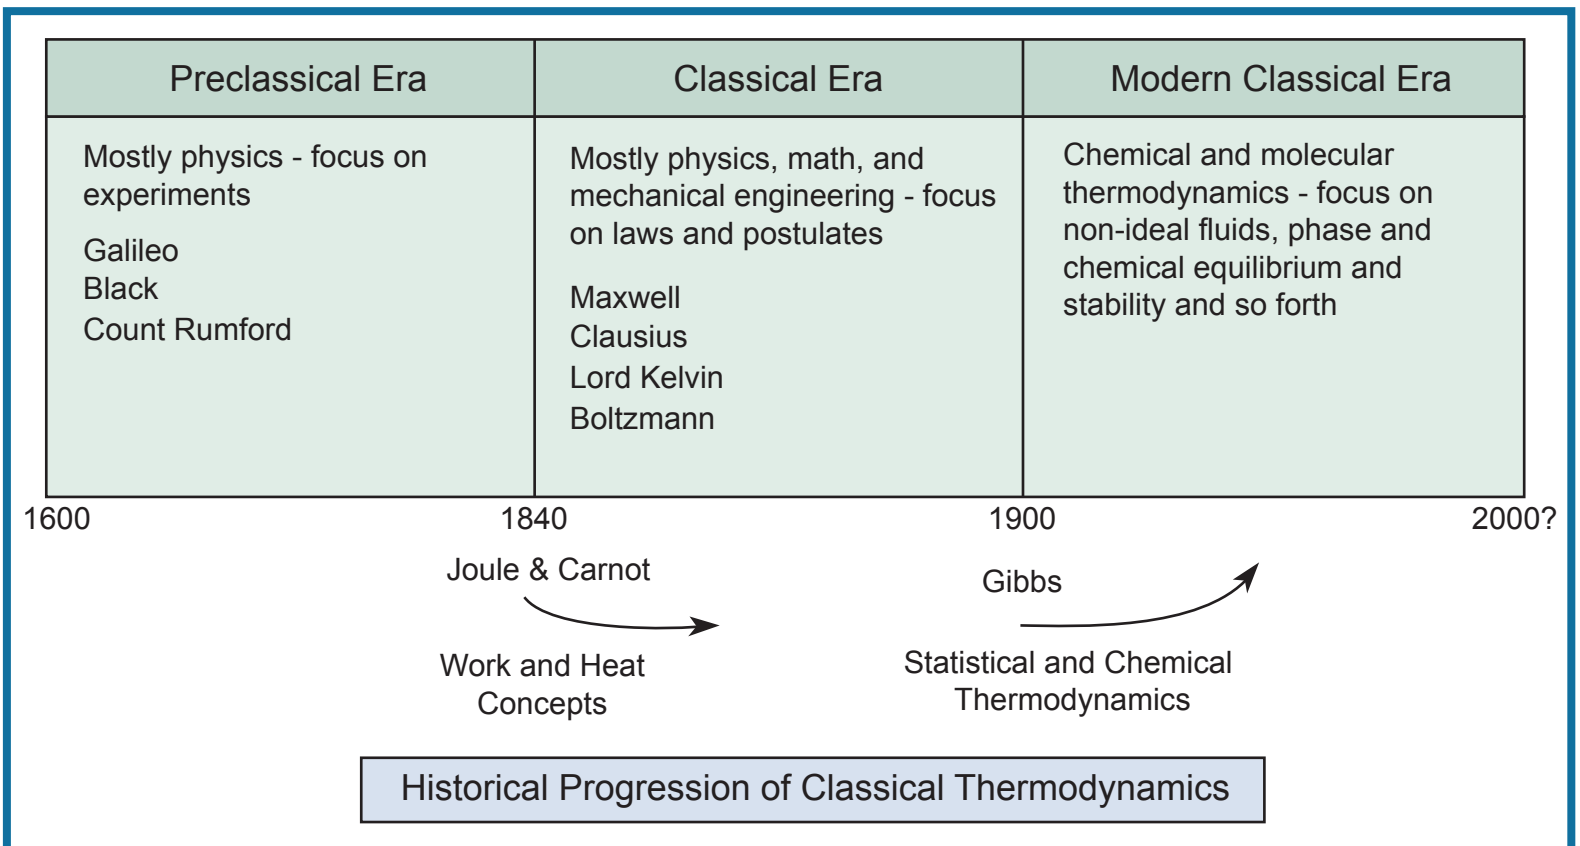 Preclassical Era
Classical Era
Modern Classical Era
Mostly physics - focus on
experiments
Galileo
Black
Count Rumford
Mostly physics, math, and
mechanical engineering - focus
on laws and postulates
Maxwell
Clausius
Lord Kelvin
Boltzmann
Chemical and molecular
thermodynamics - focus on
non-ideal fluids, phase and
chemical equilibrium and
stability and so forth
1600
1840
1900
2000?
Joule & Carnot
Work and Heat
Concepts
Gibbs
Statistical and Chemical
Thermodynamics
Historical Progression of Classical Thermodynamics